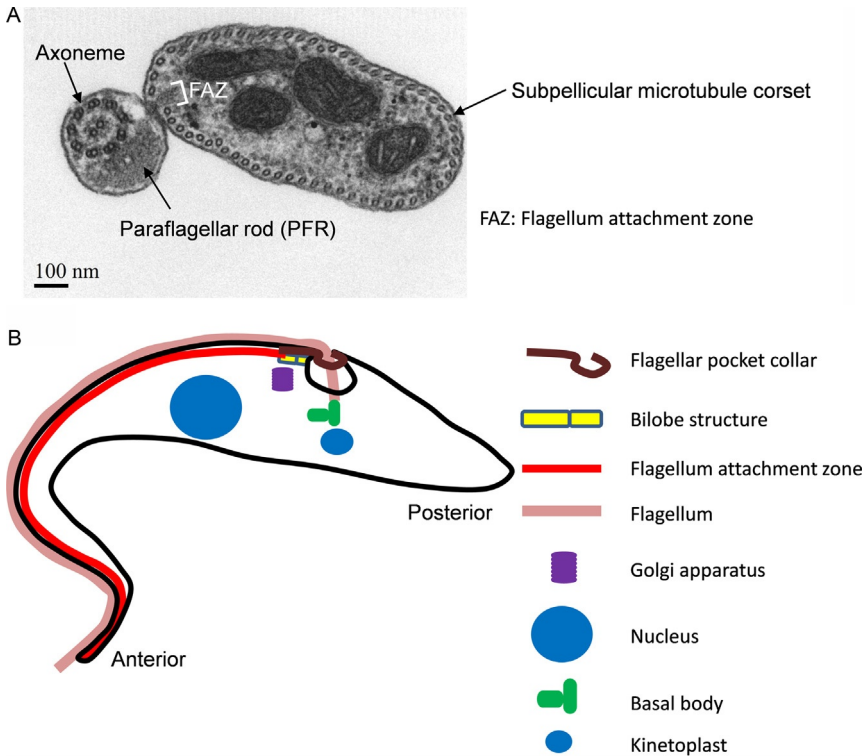 A
Axoneme
FAZ
Subpellicular microtubule corset
Paraflagellar rod (PFR)
FAZ: Flagellum attachment zone
100 nm
B
Flagellar pocket collar
Bilobe structure
Flagellum attachment zone
Posterior
Flagellum
Golgi apparatus
Nucleus
Anterior
Basal body
Kinetoplast